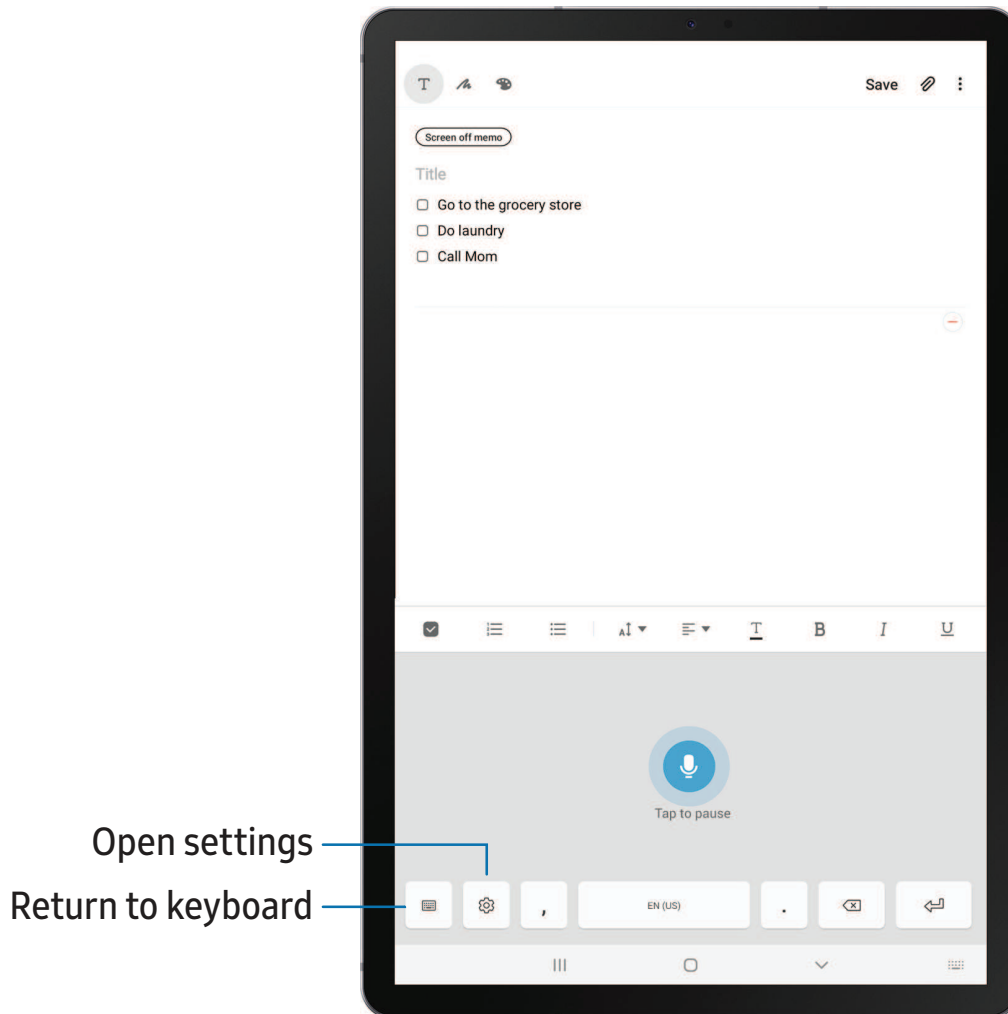 T
Save
Screen off memo
Title
Go to the grocery store
Do laundry
Call Mom
A T B I U
Tap to pause
Open settings
Return to keyboard
, EN (US) .